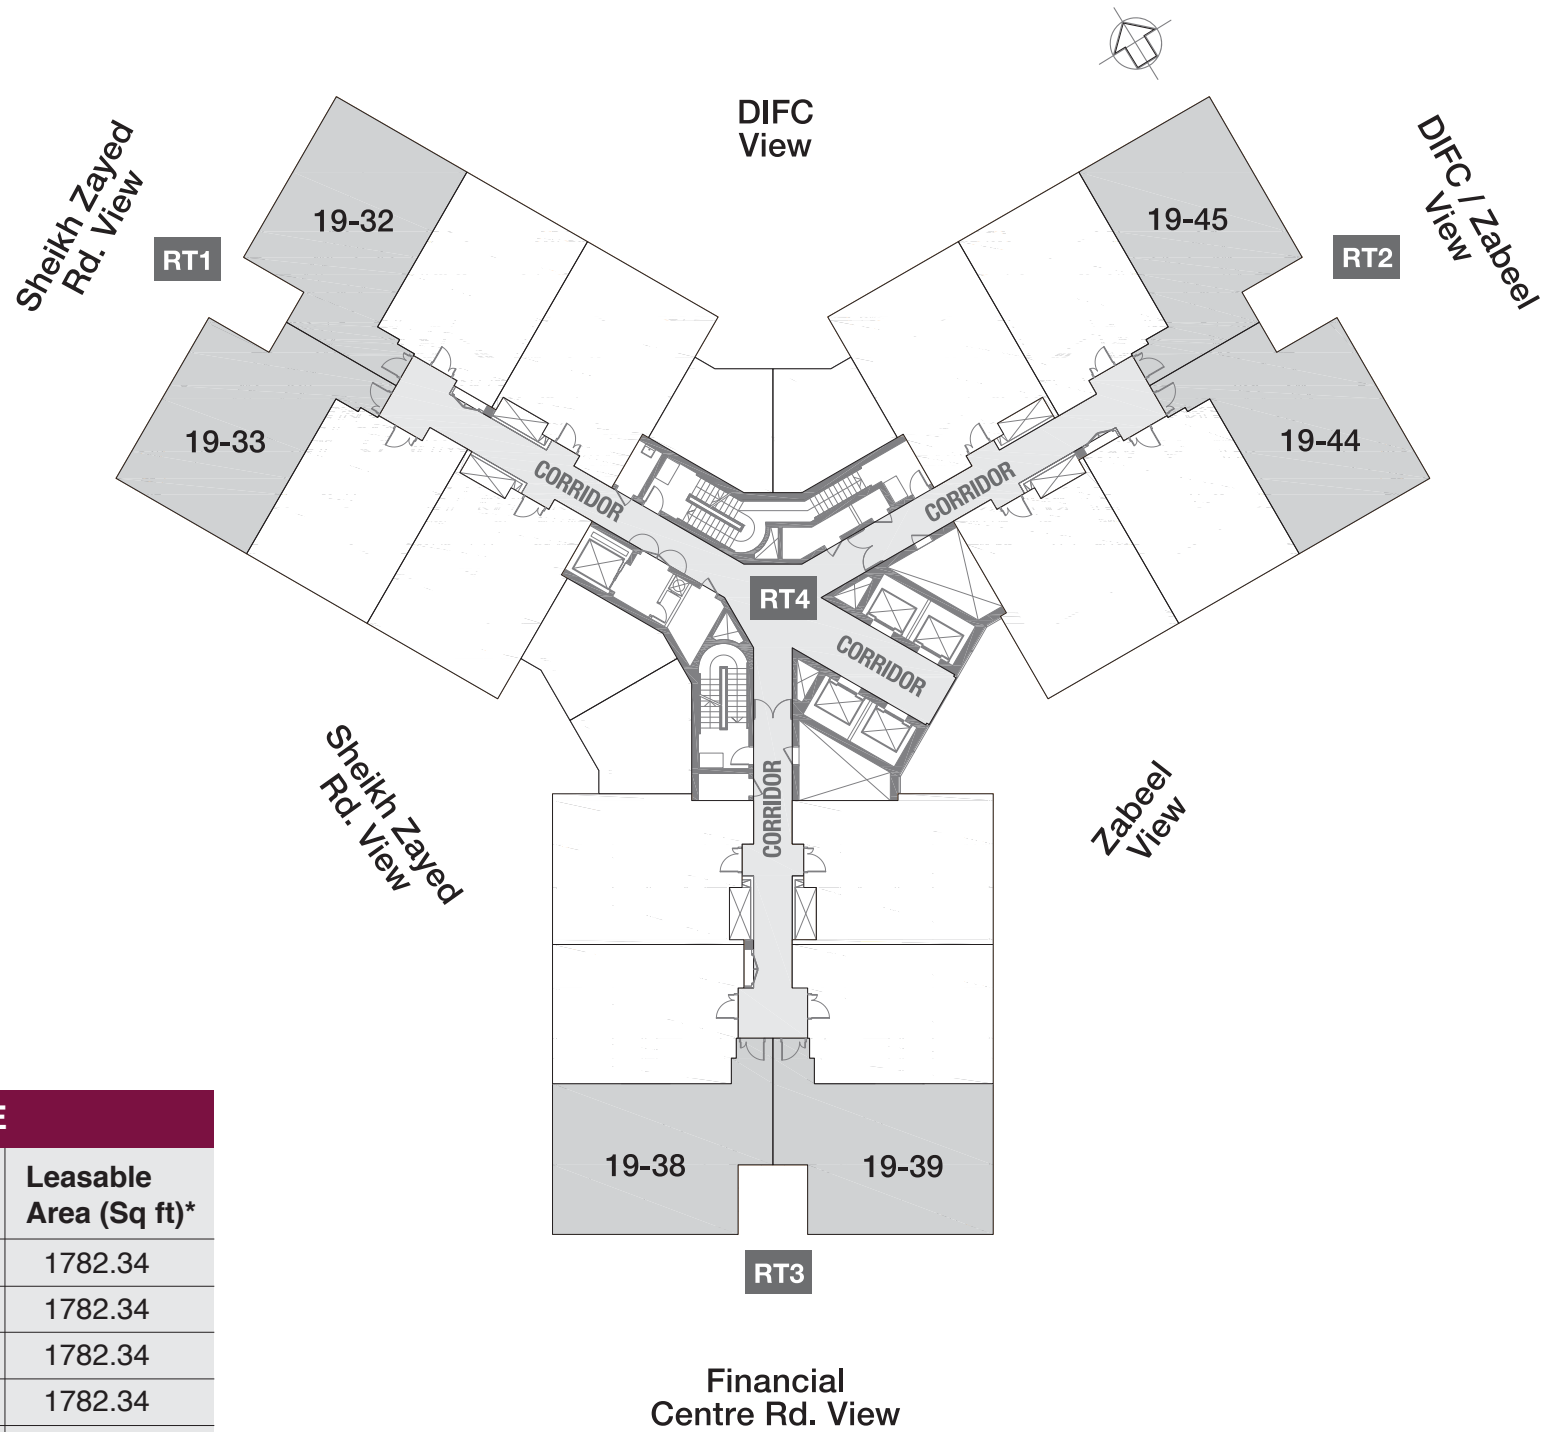 DIFC
View
Sheikh Zayed
Rd. View
DIFC / Zabeel
View
19-32
19-45
RT1
RT2
19-33
19-44
CORRIDOR
CORRIDOR
RT4
CORRIDOR
Sheikh Zayed
Rd. View
Zabeel
View
CORRIDOR
19-38
19-39
RT3
Financial
Centre Rd. View
E
Leasable
Area (Sq ft)*
1782.34
1782.34
1782.34
1782.34